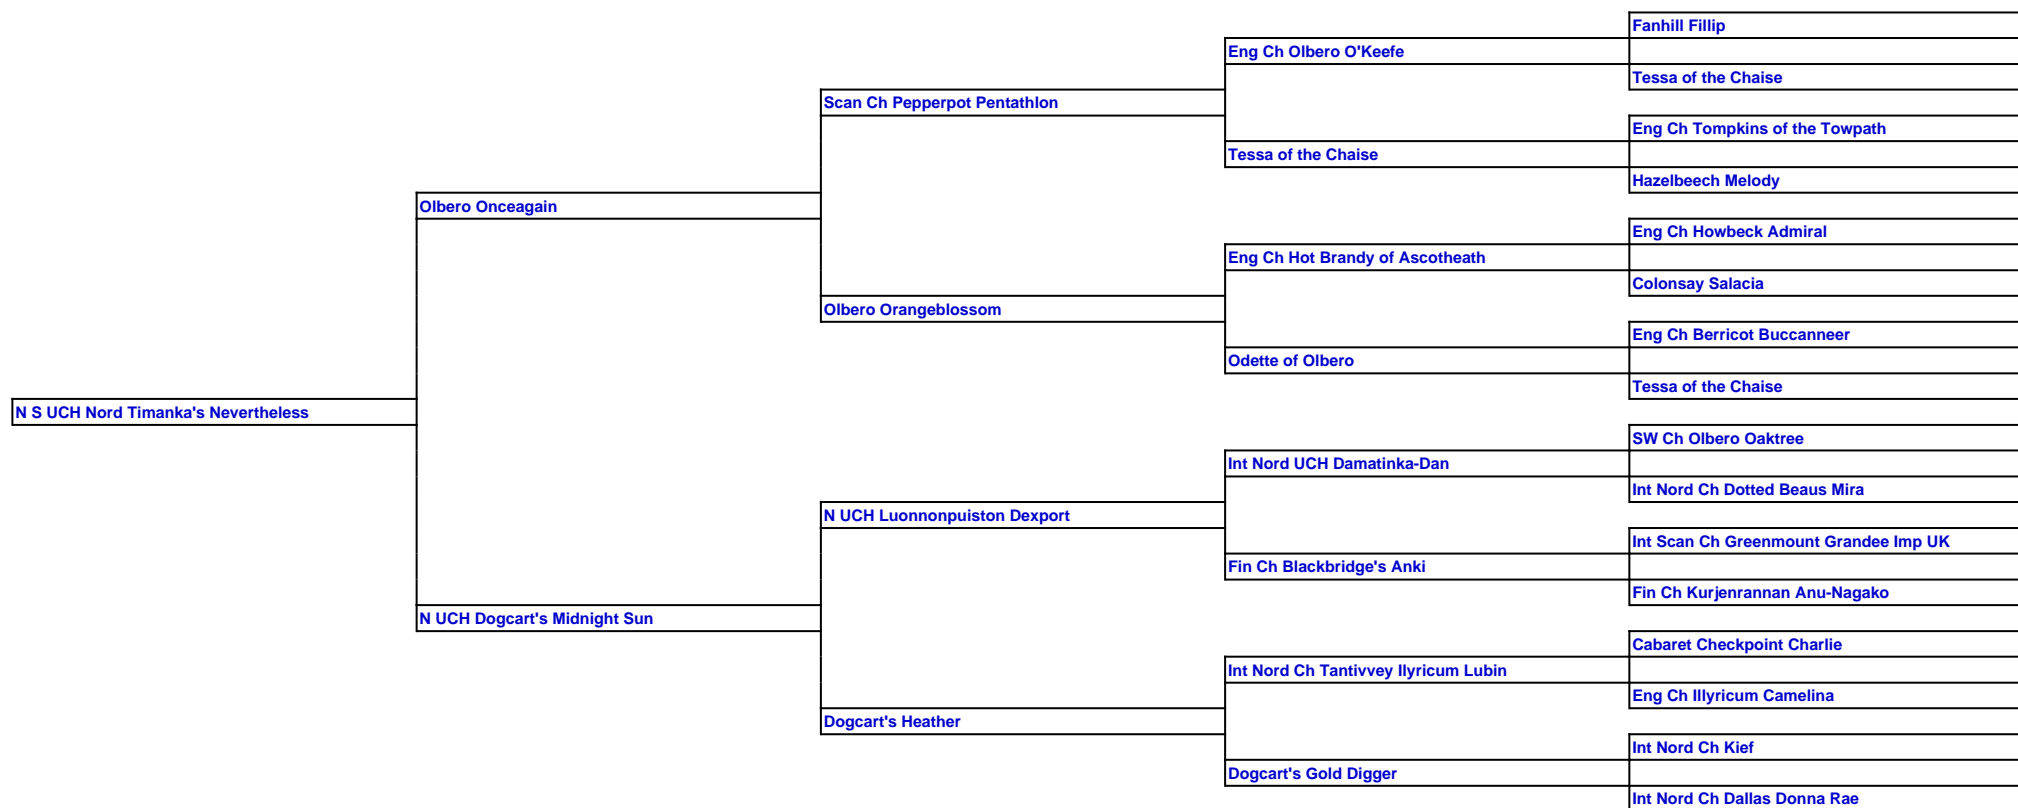 Fanhill Fillip
Eng Ch Olbero O'Keefe
Tessa of the Chaise
Scan Ch Pepperpot Pentathlon
Eng Ch Tompkins of the Towpath
Tessa of the Chaise
Hazelbeech Melody
Olbero Onceagain
Eng Ch Howbeck Admiral
Eng Ch Hot Brandy of Ascotheath
Colonsay Salacia
Olbero Orangeblossom
Eng Ch Berricot Buccanneer
Odette of Olbero
Tessa of the Chaise
N S UCH Nord Timanka's Nevertheless
SW Ch Olbero Oaktree
Int Nord UCH Damatinka-Dan
Int Nord Ch Dotted Beaus Mira
N UCH Luonnonpuiston Dexport
Int Scan Ch Greenmount Grandee Imp UK
Fin Ch Blackbridge's Anki
Fin Ch Kurjenrannan Anu-Nagako
N UCH Dogcart's Midnight Sun
Cabaret Checkpoint Charlie
Int Nord Ch Tantivvey Ilyricum Lubin
Eng Ch Illyricum Camelina
Dogcart's Heather
Int Nord Ch Kief
Dogcart's Gold Digger
Int Nord Ch Dallas Donna Rae